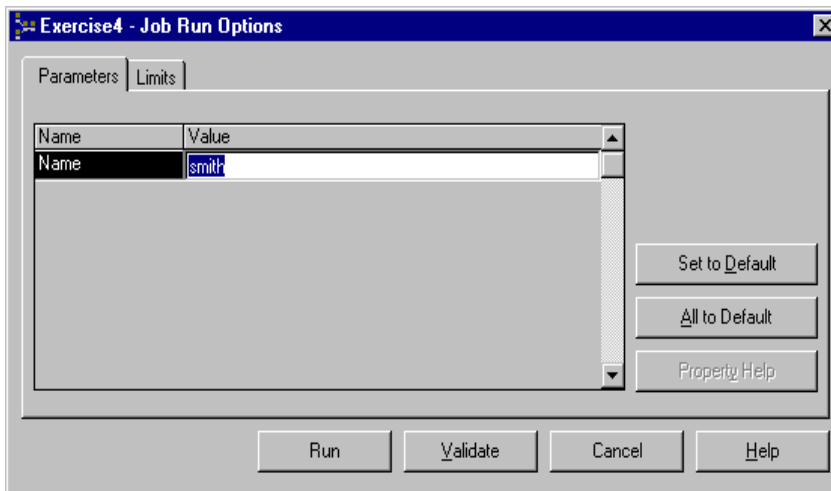 Exercise4 - Job Run Options
Parameters Limits
Name Value
Name smith
Set to Default
All to Default
Property Help
Run Validate Cancel Help